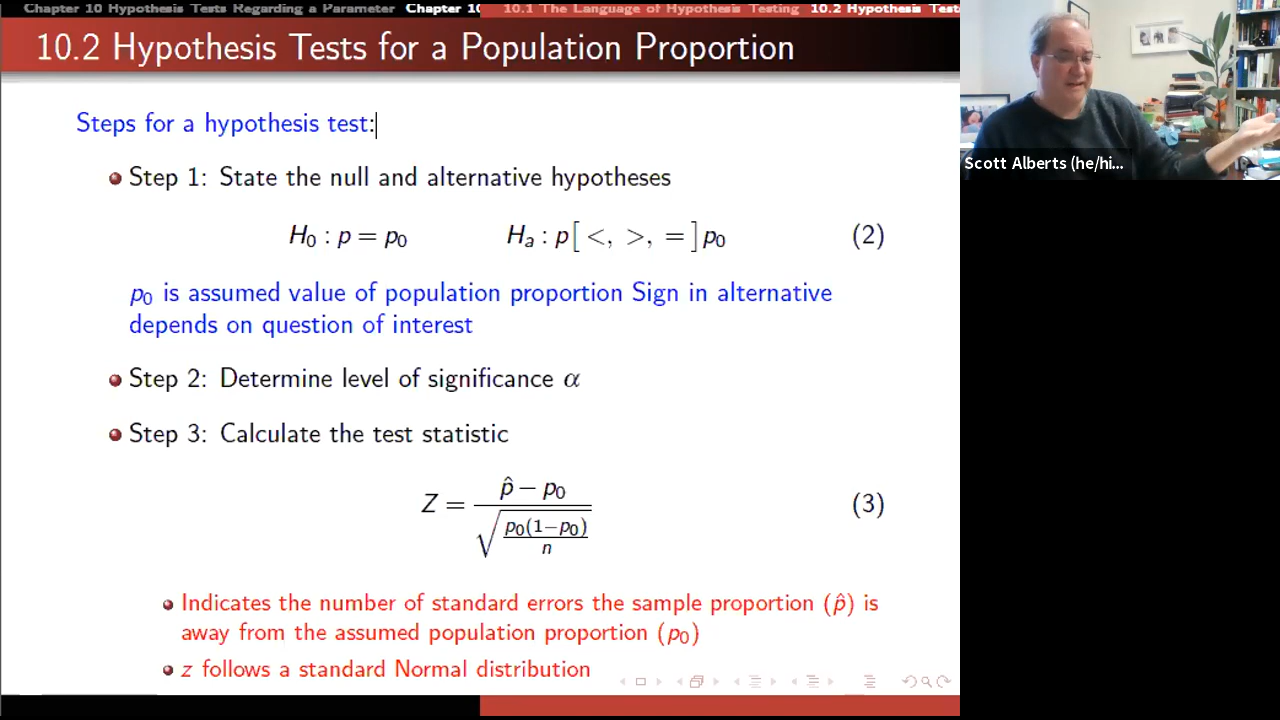 Chapter 10 Hypothesis Tests Regarding a Parameter Chapter 10 10.1 The Language of Hypothesis Testing 10.2 Hypothesis Test
10.2 Hypothesis Tests for a Population Proportion
Steps for a hypothesis test:
Step 1: State the null and alternative hypotheses
H₀ : p = p₀ Hₐ : p[ <, >, = ]p₀ (2)
p₀ is assumed value of population proportion Sign in alternative
depends on question of interest
Step 2: Determine level of significance α
Step 3: Calculate the test statistic
Z = (p̂ − p₀) / √(p₀(1−p₀)/n) (3)
Indicates the number of standard errors the sample proportion (p̂) is
away from the assumed population proportion (p₀)
z follows a standard Normal distribution
Scott Alberts (he/hi...